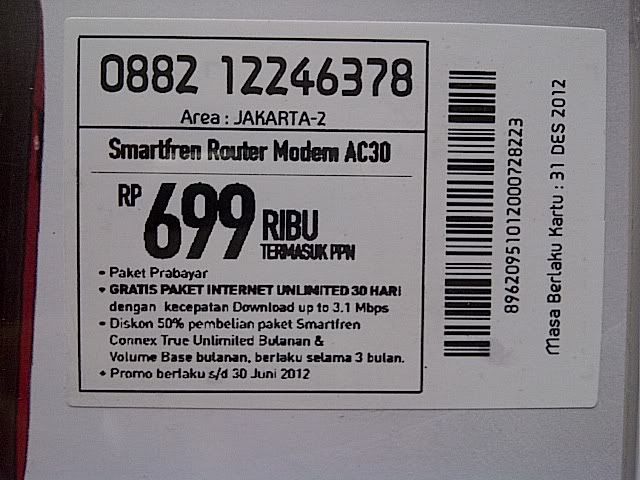 0882 12246378
Area : JAKARTA-2
Smartfren Router Modem AC30
RP 699 RIBU
TERMASUK PPN
• Paket Prabayar
• GRATIS PAKET INTERNET UNLIMITED 30 HARI
dengan kecepatan Download up to 3.1 Mbps
• Diskon 50% pembelian paket Smartfren
Connex True Unlimited Bulanan &
Volume Base bulanan, berlaku selama 3 bulan.
• Promo berlaku s/d 30 Juni 2012
89620951012000728223
Masa Berlaku Kartu : 31 DES 2012